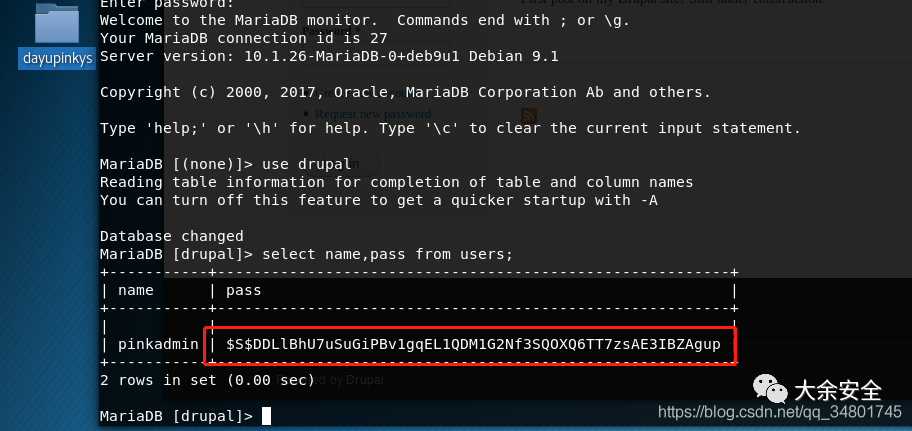 Enter password:
Welcome to the MariaDB monitor.  Commands end with ; or \g.
Your MariaDB connection id is 27
Server version: 10.1.26-MariaDB-0+deb9u1 Debian 9.1
Copyright (c) 2000, 2017, Oracle, MariaDB Corporation Ab and others.
Request new password
Type 'help;' or '\h' for help. Type '\c' to clear the current input statement.
MariaDB [(none)]> use drupal
Reading table information for completion of table and column names
You can turn off this feature to get a quicker startup with -A
Database changed
MariaDB [drupal]> select name,pass from users;
+-----------+---------------------------------------------------------+
| name      | pass                                                    |
+-----------+---------------------------------------------------------+
|           |                                                         |
| pinkadmin | $S$DDLlBhU7uSuGiPBv1gqEL1QDM1G2Nf3SQOXQ6TT7zsAE3IBZAgup |
+-----------+---------------------------------------------------------+
2 rows in set (0.00 sec)
by Drupal
MariaDB [drupal]>
dayupinkys
大余安全
https://blog.csdn.net/qq_34801745